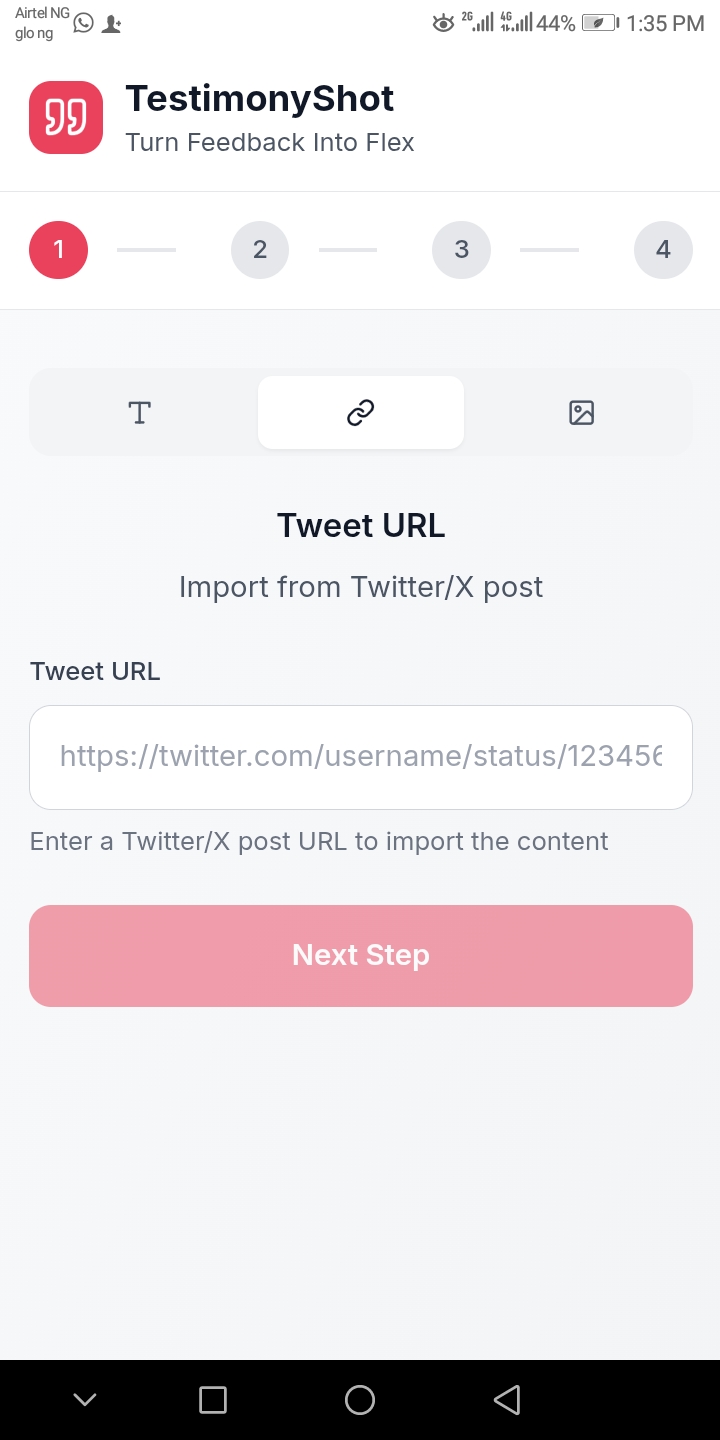 Airtel NG
glo ng
2G 4G 44% 1:35 PM
TestimonyShot
Turn Feedback Into Flex
1 2 3 4
Tweet URL
Import from Twitter/X post
Tweet URL
https://twitter.com/username/status/123456
Enter a Twitter/X post URL to import the content
Next Step